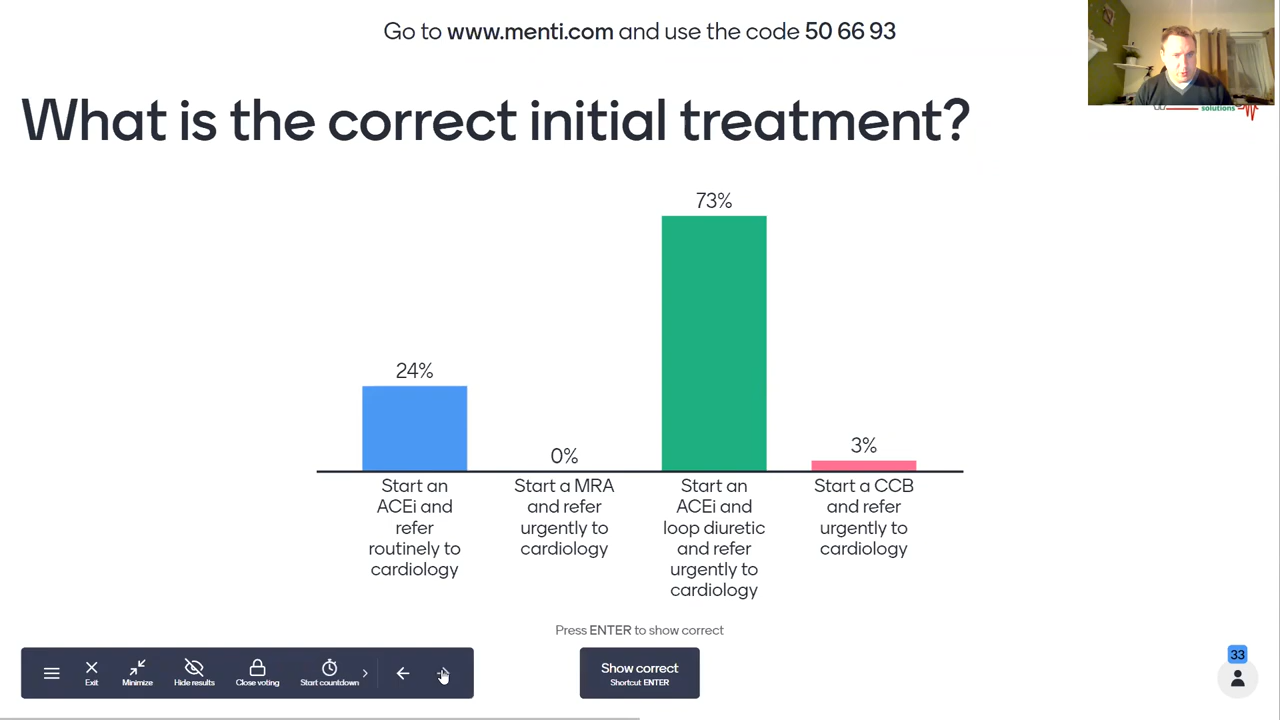 Go to www.menti.com and use the code 50 66 93
solutions
What is the correct initial treatment?
73%
24%
3%
0%
Start an
ACEi and
refer
routinely to
cardiology
Start a MRA
and refer
urgently to
cardiology
Start an
ACEi and
loop diuretic
and refer
urgently to
cardiology
Start a CCB
and refer
urgently to
cardiology
Press ENTER to show correct
Exit
Minimize
Hide results
Close voting
Start countdown
Show correct
Shortcut ENTER
33